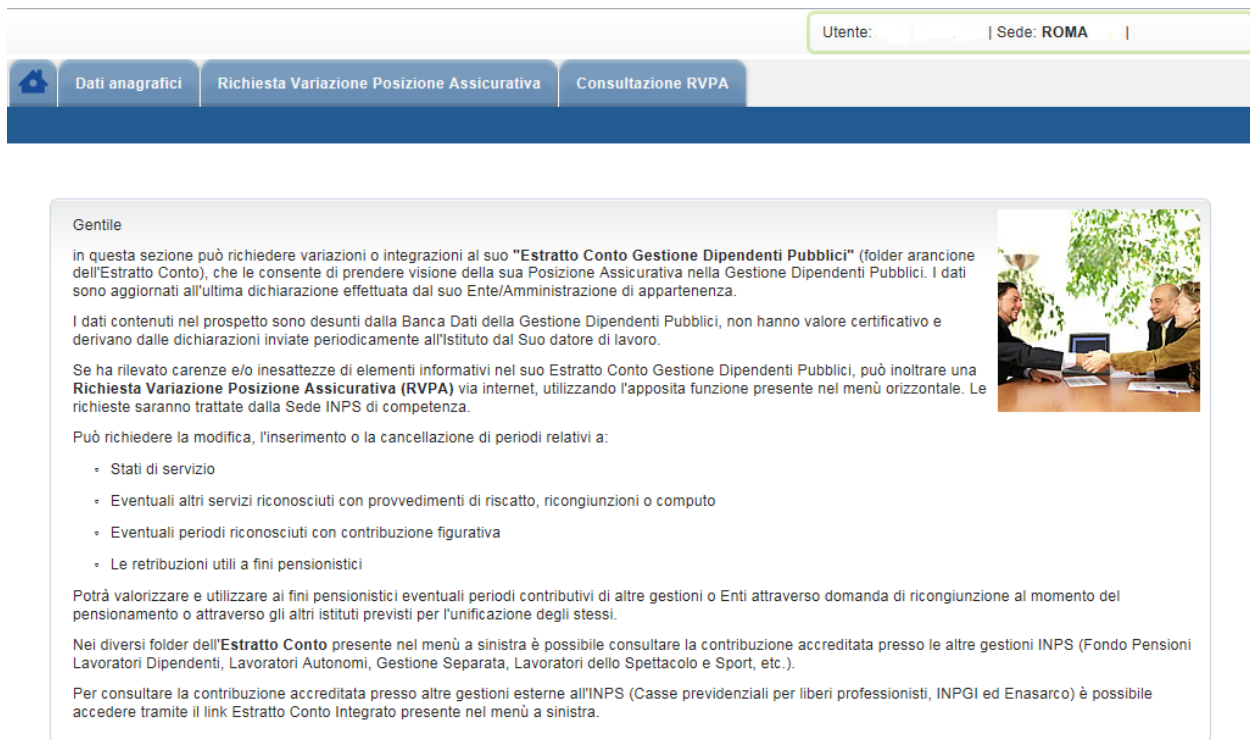 Utente: | Sede: ROMA |
Dati anagrafici Richiesta Variazione Posizione Assicurativa Consultazione RVPA
Gentile
in questa sezione può richiedere variazioni o integrazioni al suo "Estratto Conto Gestione Dipendenti Pubblici" (folder arancione
dell'Estratto Conto), che le consente di prendere visione della sua Posizione Assicurativa nella Gestione Dipendenti Pubblici. I dati
sono aggiornati all'ultima dichiarazione effettuata dal suo Ente/Amministrazione di appartenenza.
I dati contenuti nel prospetto sono desunti dalla Banca Dati della Gestione Dipendenti Pubblici, non hanno valore certificativo e
derivano dalle dichiarazioni inviate periodicamente all'Istituto dal Suo datore di lavoro.
Se ha rilevato carenze e/o inesattezze di elementi informativi nel suo Estratto Conto Gestione Dipendenti Pubblici, può inoltrare una
Richiesta Variazione Posizione Assicurativa (RVPA) via internet, utilizzando l'apposita funzione presente nel menù orizzontale. Le
richieste saranno trattate dalla Sede INPS di competenza.
Può richiedere la modifica, l'inserimento o la cancellazione di periodi relativi a:
◦ Stati di servizio
◦ Eventuali altri servizi riconosciuti con provvedimenti di riscatto, ricongiunzioni o computo
◦ Eventuali periodi riconosciuti con contribuzione figurativa
◦ Le retribuzioni utili a fini pensionistici
Potrà valorizzare e utilizzare ai fini pensionistici eventuali periodi contributivi di altre gestioni o Enti attraverso domanda di ricongiunzione al momento del
pensionamento o attraverso gli altri istituti previsti per l'unificazione degli stessi.
Nei diversi folder dell'Estratto Conto presente nel menù a sinistra è possibile consultare la contribuzione accreditata presso le altre gestioni INPS (Fondo Pensioni
Lavoratori Dipendenti, Lavoratori Autonomi, Gestione Separata, Lavoratori dello Spettacolo e Sport, etc.).
Per consultare la contribuzione accreditata presso altre gestioni esterne all'INPS (Casse previdenziali per liberi professionisti, INPGI ed Enasarco) è possibile
accedere tramite il link Estratto Conto Integrato presente nel menù a sinistra.